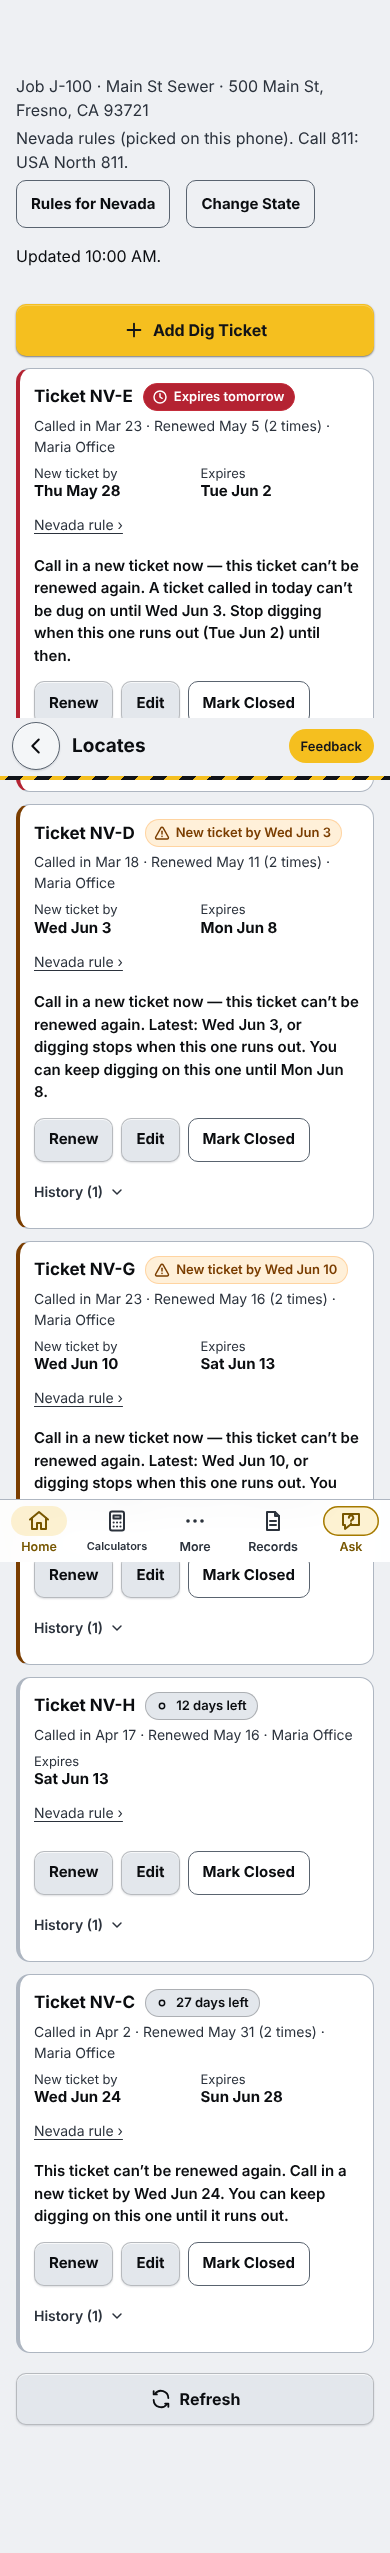 Job J-100 · Main St Sewer · 500 Main St,
Fresno, CA 93721
Nevada rules (picked on this phone). Call 811:
USA North 811.
Rules for Nevada
Change State
Updated 10:00 AM.
Add Dig Ticket
Ticket NV-E
Expires tomorrow
Called in Mar 23 · Renewed May 5 (2 times) ·
Maria Office
New ticket by
Expires
Thu May 28
Tue Jun 2
Nevada rule ›
Call in a new ticket now — this ticket can't be
renewed again. A ticket called in today can't
be dug on until Wed Jun 3. Stop digging
when this one runs out (Tue Jun 2) until
then.
Renew
Edit
Mark Closed
Locates
Feedback
Ticket NV-D
New ticket by Wed Jun 3
Called in Mar 18 · Renewed May 11 (2 times) ·
Maria Office
New ticket by
Expires
Wed Jun 3
Mon Jun 8
Nevada rule ›
Call in a new ticket now — this ticket can't be
renewed again. Latest: Wed Jun 3, or
digging stops when this one runs out. You
can keep digging on this one until Mon Jun
8.
Renew
Edit
Mark Closed
History (1)
Ticket NV-G
New ticket by Wed Jun 10
Called in Mar 23 · Renewed May 16 (2 times) ·
Maria Office
New ticket by
Expires
Wed Jun 10
Sat Jun 13
Nevada rule ›
Call in a new ticket now — this ticket can't be
renewed again. Latest: Wed Jun 10, or
digging stops when this one runs out. You
Home
Calculators
More
Records
Ask
Renew
Edit
Mark Closed
History (1)
Ticket NV-H
12 days left
Called in Apr 17 · Renewed May 16 · Maria Office
Expires
Sat Jun 13
Nevada rule ›
Renew
Edit
Mark Closed
History (1)
Ticket NV-C
27 days left
Called in Apr 2 · Renewed May 31 (2 times) ·
Maria Office
New ticket by
Expires
Wed Jun 24
Sun Jun 28
Nevada rule ›
This ticket can't be renewed again. Call in a
new ticket by Wed Jun 24. You can keep
digging on this one until it runs out.
Renew
Edit
Mark Closed
History (1)
Refresh